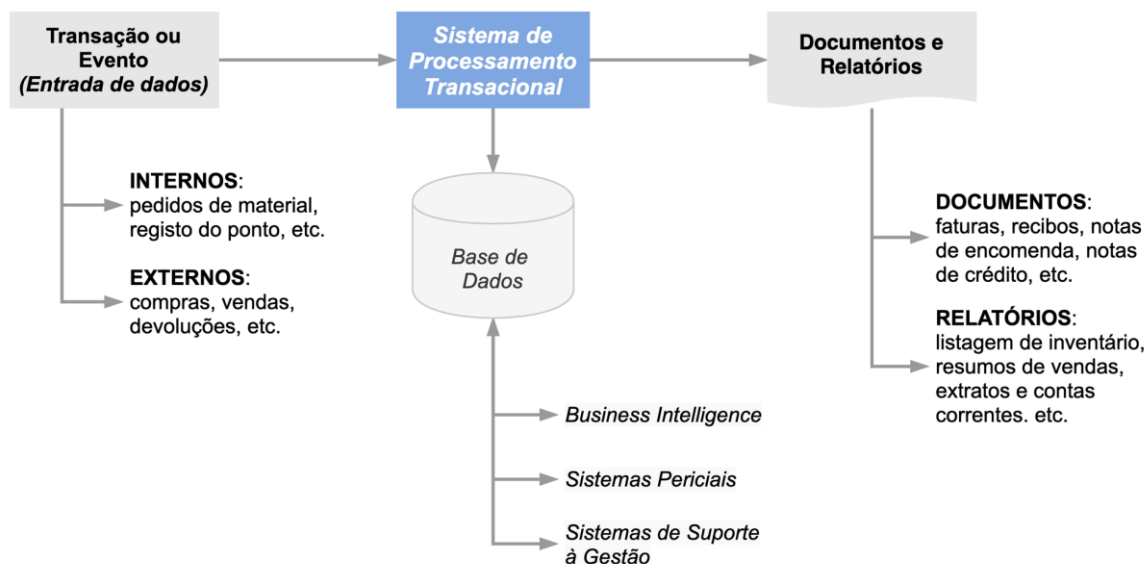 Transação ou
Evento
(Entrada de dados)
Sistema de
Processamento
Transacional
Documentos e
Relatórios
INTERNOS:
pedidos de material,
registo do ponto, etc.
EXTERNOS:
compras, vendas,
devoluções, etc.
Base de
Dados
Business Intelligence
Sistemas Periciais
Sistemas de Suporte
à Gestão
DOCUMENTOS:
faturas, recibos, notas
de encomenda, notas
de crédito, etc.
RELATÓRIOS:
listagem de inventário,
resumos de vendas,
extratos e contas
correntes. etc.